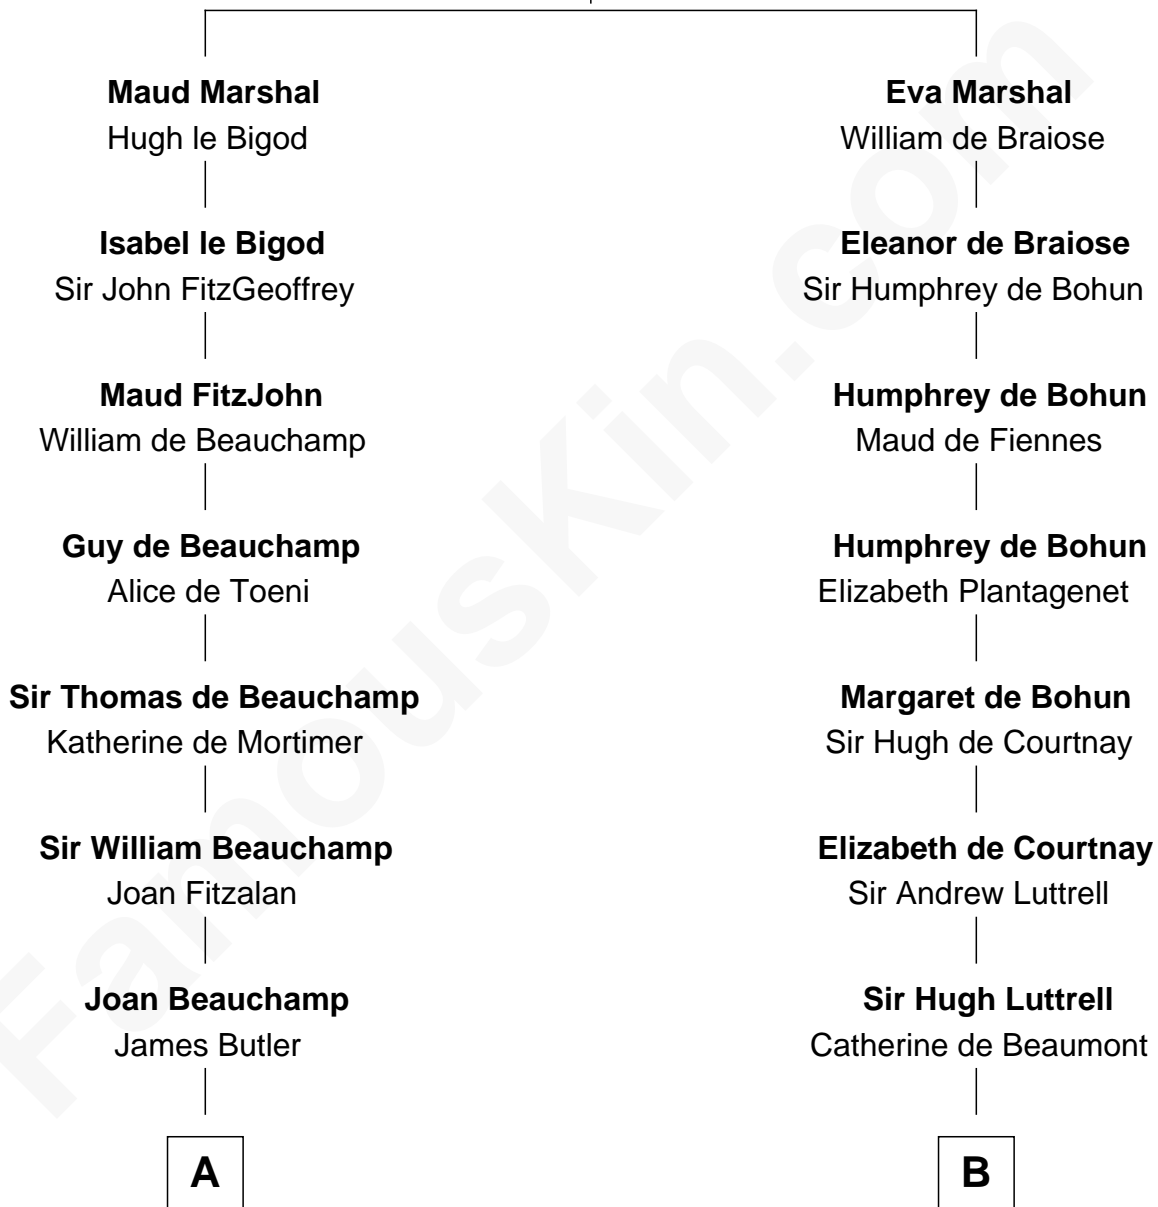 Maud Marshal
Hugh le Bigod
Isabel le Bigod
Sir John FitzGeoffrey
Maud FitzJohn
William de Beauchamp
Guy de Beauchamp
Alice de Toeni
Sir Thomas de Beauchamp
Katherine de Mortimer
Sir William Beauchamp
Joan Fitzalan
Joan Beauchamp
James Butler
A
Eva Marshal
William de Braiose
Eleanor de Braiose
Sir Humphrey de Bohun
Humphrey de Bohun
Maud de Fiennes
Humphrey de Bohun
Elizabeth Plantagenet
Margaret de Bohun
Sir Hugh de Courtnay
Elizabeth de Courtnay
Sir Andrew Luttrell
Sir Hugh Luttrell
Catherine de Beaumont
B
FamousKin.com